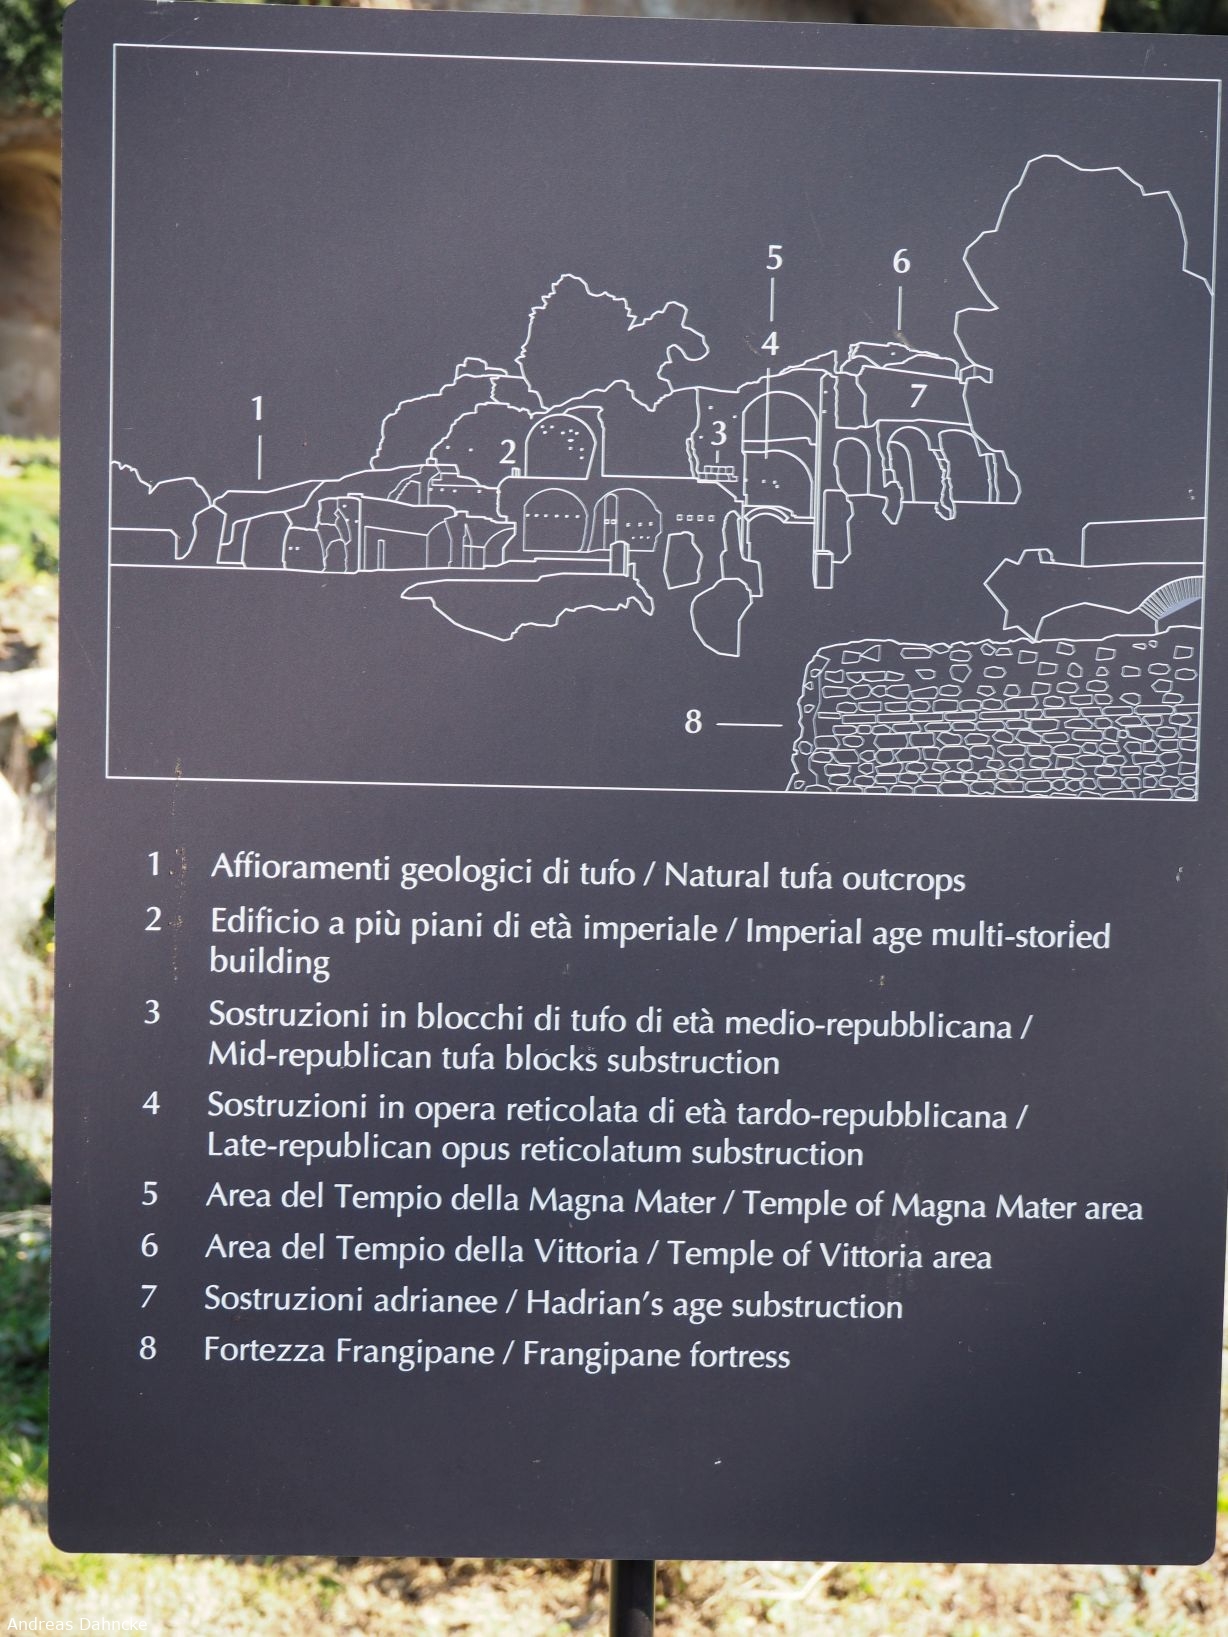 5
6
4
7
1
3
2
8
1 Affioramenti geologici di tufo / Natural tufa outcrops
2 Edificio a più piani di età imperiale / Imperial age multi-storied
building
3 Sostruzioni in blocchi di tufo di età medio-repubblicana /
Mid-republican tufa blocks substruction
4 Sostruzioni in opera reticolata di età tardo-repubblicana /
Late-republican opus reticolatum substruction
5 Area del Tempio della Magna Mater / Temple of Magna Mater area
6 Area del Tempio della Vittoria / Temple of Vittoria area
7 Sostruzioni adrianee / Hadrian's age substruction
8 Fortezza Frangipane / Frangipane fortress
Andreas Dahncke